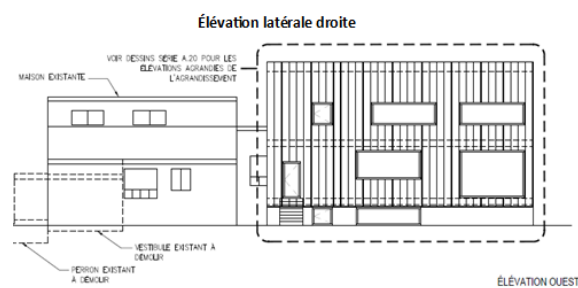 Élévation latérale droite
VOIR DESSINS SERIE A.20 POUR LES
ÉLÉVATIONS AGRANDIES DE
L'AGRANDISSEMENT
MAISON EXISTANTE
VESTIBULE EXISTANT A
DÉMOLIR
PERRON EXISTANT
A DÉMOLIR
ÉLÉVATION OUEST